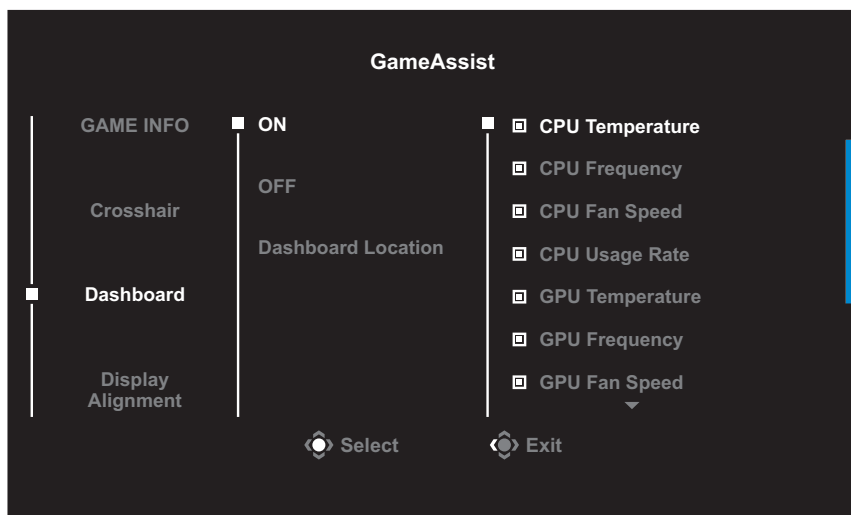 GameAssist
GAME INFO
Crosshair
Dashboard
Display
Alignment
ON
OFF
Dashboard Location
CPU Temperature
CPU Frequency
CPU Fan Speed
CPU Usage Rate
GPU Temperature
GPU Frequency
GPU Fan Speed
Select
Exit